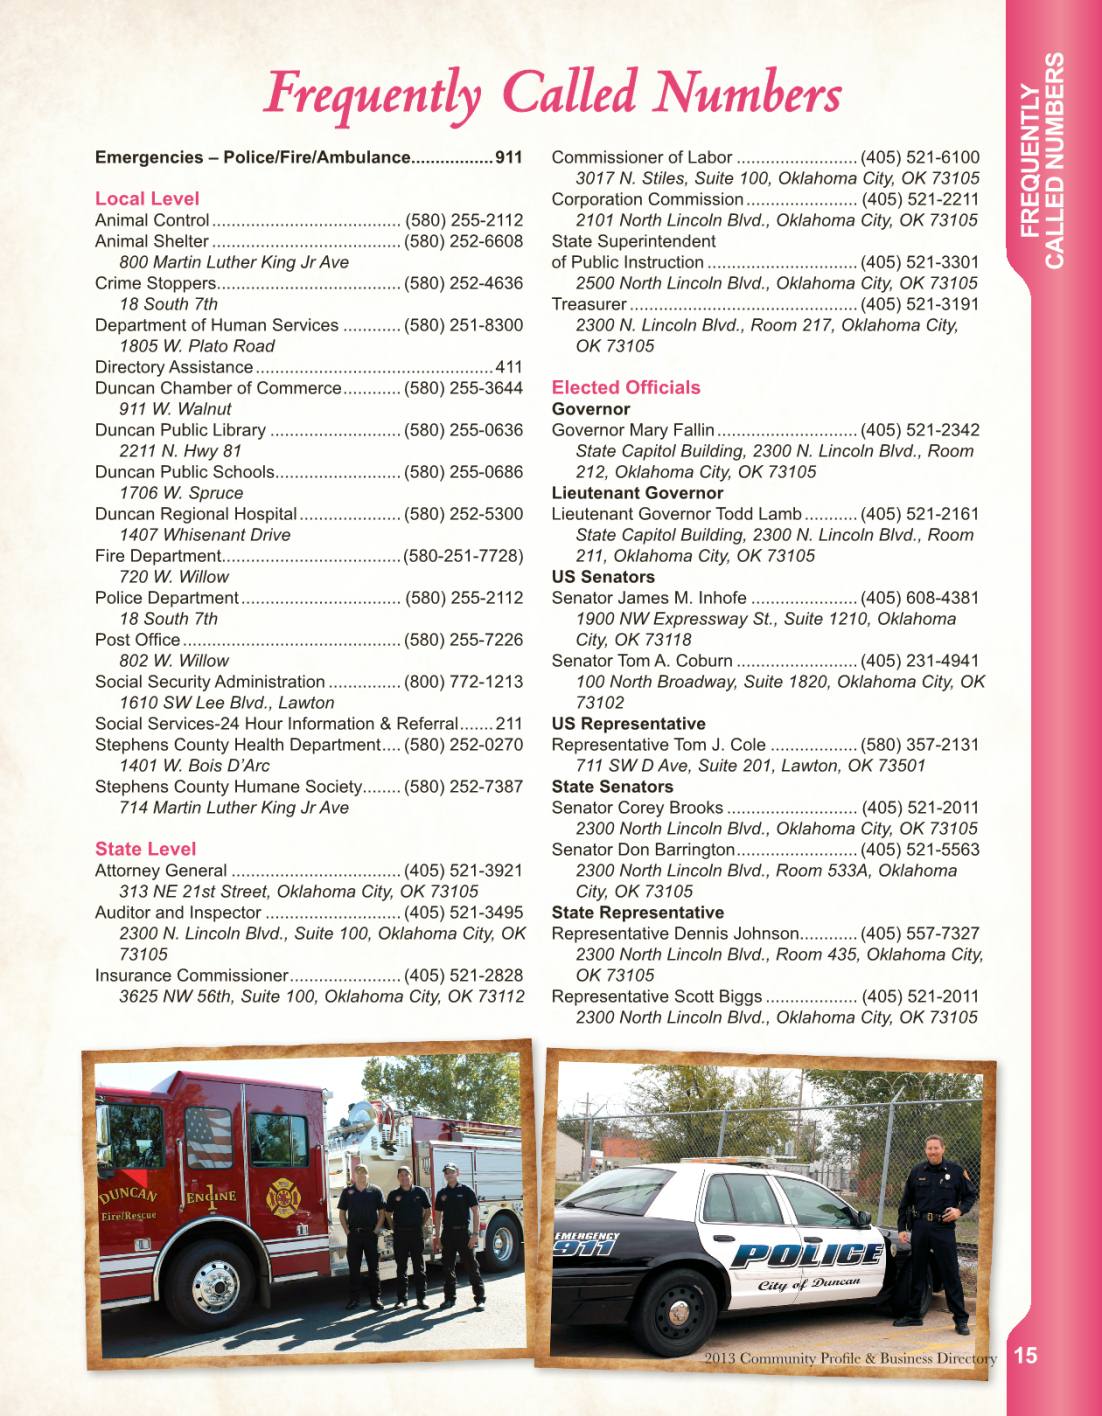 Frequently Called Numbers
FREQUENTLY
CALLED NUMBERS
Emergencies – Police/Fire/Ambulance.................911
Local Level
Animal Control....................................... (580) 255-2112
Animal Shelter....................................... (580) 252-6608
800 Martin Luther King Jr Ave
Crime Stoppers...................................... (580) 252-4636
18 South 7th
Department of Human Services ............ (580) 251-8300
1805 W. Plato Road
Directory Assistance................................................. 411
Duncan Chamber of Commerce............ (580) 255-3644
911 W. Walnut
Duncan Public Library ........................... (580) 255-0636
2211 N. Hwy 81
Duncan Public Schools.......................... (580) 255-0686
1706 W. Spruce
Duncan Regional Hospital..................... (580) 252-5300
1407 Whisenant Drive
Fire Department.....................................(580-251-7728)
720 W. Willow
Police Department................................. (580) 255-2112
18 South 7th
Post Office............................................. (580) 255-7226
802 W. Willow
Social Security Administration ............... (800) 772-1213
1610 SW Lee Blvd., Lawton
Social Services-24 Hour Information & Referral....... 211
Stephens County Health Department.... (580) 252-0270
1401 W. Bois D’Arc
Stephens County Humane Society........ (580) 252-7387
714 Martin Luther King Jr Ave
State Level
Attorney General ................................... (405) 521-3921
313 NE 21st Street, Oklahoma City, OK 73105
Auditor and Inspector ............................ (405) 521-3495
2300 N. Lincoln Blvd., Suite 100, Oklahoma City, OK
73105
Insurance Commissioner....................... (405) 521-2828
3625 NW 56th, Suite 100, Oklahoma City, OK 73112
Commissioner of Labor ......................... (405) 521-6100
3017 N. Stiles, Suite 100, Oklahoma City, OK 73105
Corporation Commission....................... (405) 521-2211
2101 North Lincoln Blvd., Oklahoma City, OK 73105
State Superintendent
of Public Instruction............................... (405) 521-3301
2500 North Lincoln Blvd., Oklahoma City, OK 73105
Treasurer............................................... (405) 521-3191
2300 N. Lincoln Blvd., Room 217, Oklahoma City,
OK 73105
Elected Officials
Governor
Governor Mary Fallin............................. (405) 521-2342
State Capitol Building, 2300 N. Lincoln Blvd., Room
212, Oklahoma City, OK 73105
Lieutenant Governor
Lieutenant Governor Todd Lamb........... (405) 521-2161
State Capitol Building, 2300 N. Lincoln Blvd., Room
211, Oklahoma City, OK 73105
US Senators
Senator James M. Inhofe ...................... (405) 608-4381
1900 NW Expressway St., Suite 1210, Oklahoma
City, OK 73118
Senator Tom A. Coburn ......................... (405) 231-4941
100 North Broadway, Suite 1820, Oklahoma City, OK
73102
US Representative
Representative Tom J. Cole .................. (580) 357-2131
711 SW D Ave, Suite 201, Lawton, OK 73501
State Senators
Senator Corey Brooks ........................... (405) 521-2011
2300 North Lincoln Blvd., Oklahoma City, OK 73105
Senator Don Barrington......................... (405) 521-5563
2300 North Lincoln Blvd., Room 533A, Oklahoma
City, OK 73105
State Representative
Representative Dennis Johnson............ (405) 557-7327
2300 North Lincoln Blvd., Room 435, Oklahoma City,
OK 73105
Representative Scott Biggs................... (405) 521-2011
2300 North Lincoln Blvd., Oklahoma City, OK 73105
DUNCAN
Fire/Rescue
ENGINE
1
EMERGENCY
911
POLICE
City of Duncan
2013 Community Profile & Business Directory
15